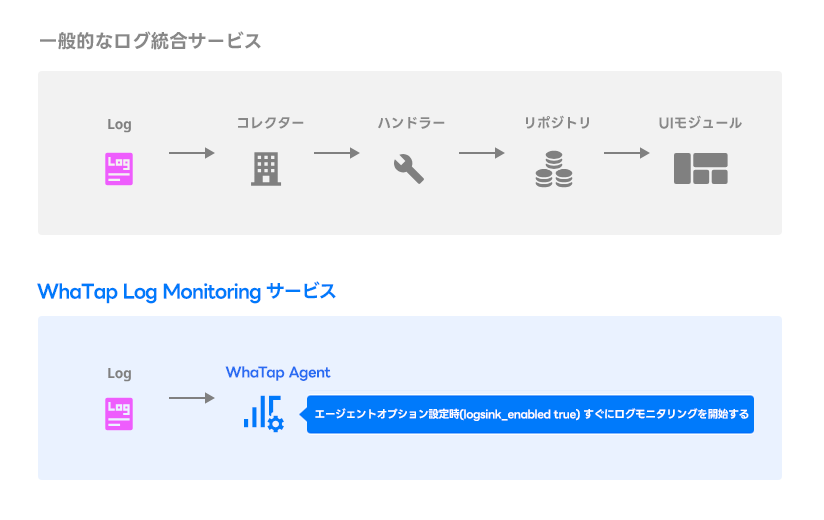 一般的なログ統合サービス
Log
コレクター
ハンドラー
リポジトリ
UIモジュール
Log
WhaTap Log Monitoring サービス
Log
WhaTap Agent
Log
エージェントオプション設定時(logsink_enabled true) すぐにログモニタリングを開始する